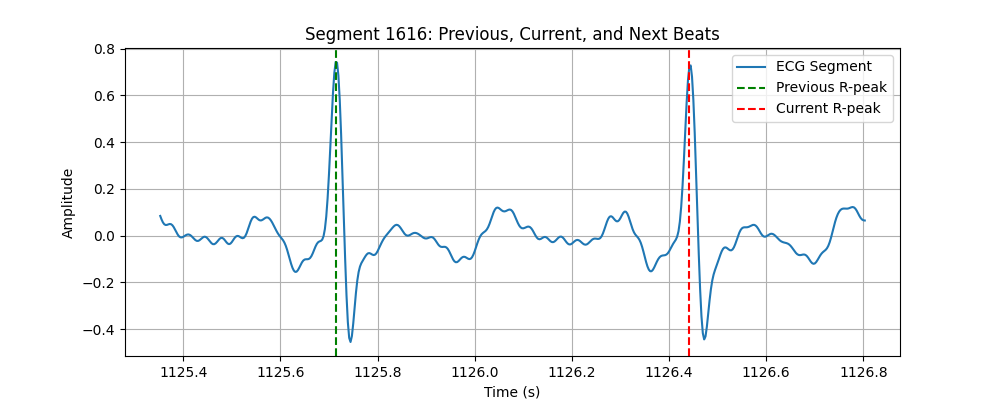 Segment 1616: Previous, Current, and Next Beats
ECG Segment
Previous R-peak
Current R-peak
0.8
0.6
0.4
0.2
0.0
−0.2
−0.4
Amplitude
1125.4 1125.6 1125.8 1126.0 1126.2 1126.4 1126.6 1126.8
Time (s)